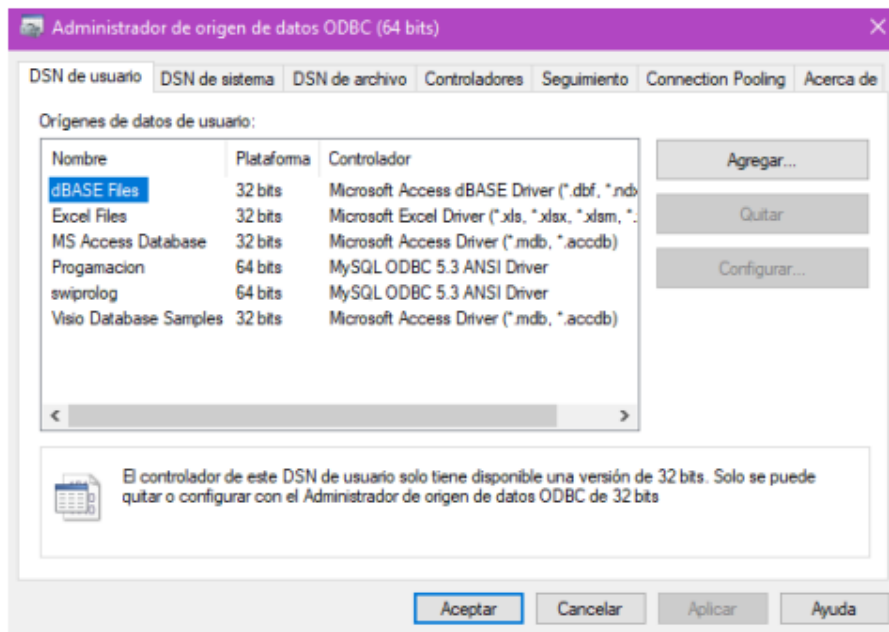 Administrador de origen de datos ODBC (64 bits)
DSN de usuario DSN de sistema DSN de archivo Controladores Seguimiento Connection Pooling Acerca de
Orígenes de datos de usuario:
Nombre Plataforma Controlador
dBASE Files 32 bits Microsoft Access dBASE Driver (*.dbf, *.ndx
Excel Files 32 bits Microsoft Excel Driver (*.xls, *.xlsx, *.xlsm, *.
MS Access Database 32 bits Microsoft Access Driver (*.mdb, *.accdb)
Progamacion 64 bits MySQL ODBC 5.3 ANSI Driver
swiprolog 64 bits MySQL ODBC 5.3 ANSI Driver
Visio Database Samples 32 bits Microsoft Access Driver (*.mdb, *.accdb)
Agregar...
Quitar
Configurar...
El controlador de este DSN de usuario solo tiene disponible una versión de 32 bits. Solo se puede
quitar o configurar con el Administrador de origen de datos ODBC de 32 bits
Aceptar Cancelar Aplicar Ayuda